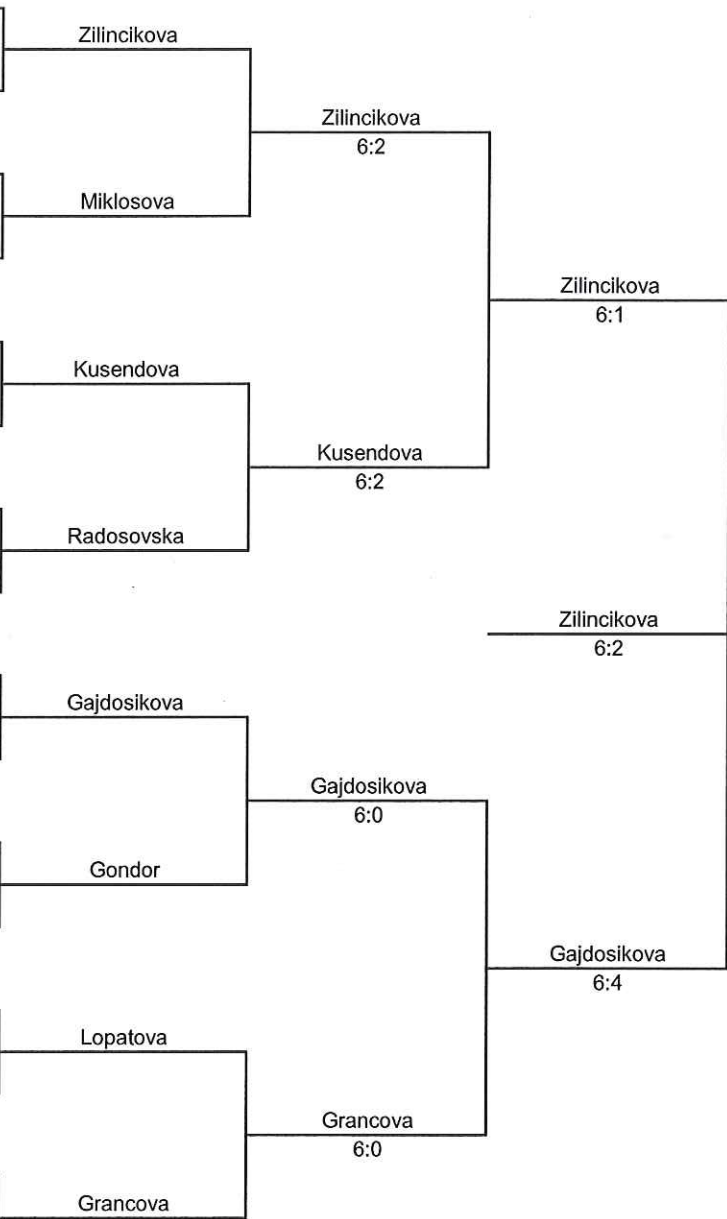 Zilincikova
Zilincikova
6:2
Miklosova
Zilincikova
6:1
Kusendova
Kusendova
6:2
Radosovska
Zilincikova
6:2
Gajdosikova
Gajdosikova
6:0
Gondor
Gajdosikova
6:4
Lopatova
Grancova
6:0
Grancova